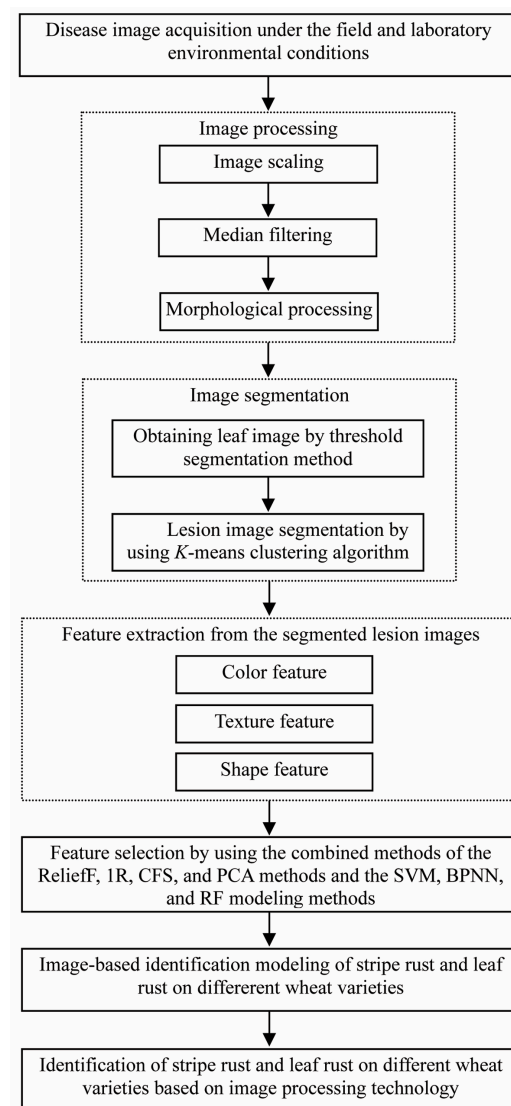 Disease image acquisition under the field and laboratory
environmental conditions
Image processing
Image scaling
Median filtering
Morphological processing
Image segmentation
Obtaining leaf image by threshold
segmentation method
Lesion image segmentation by
using K-means clustering algorithm
Feature extraction from the segmented lesion images
Color feature
Texture feature
Shape feature
Feature selection by using the combined methods of the
ReliefF, 1R, CFS, and PCA methods and the SVM, BPNN,
and RF modeling methods
Image-based identification modeling of stripe rust and leaf
rust on differerent wheat varieties
Identification of stripe rust and leaf rust on different wheat
varieties based on image processing technology